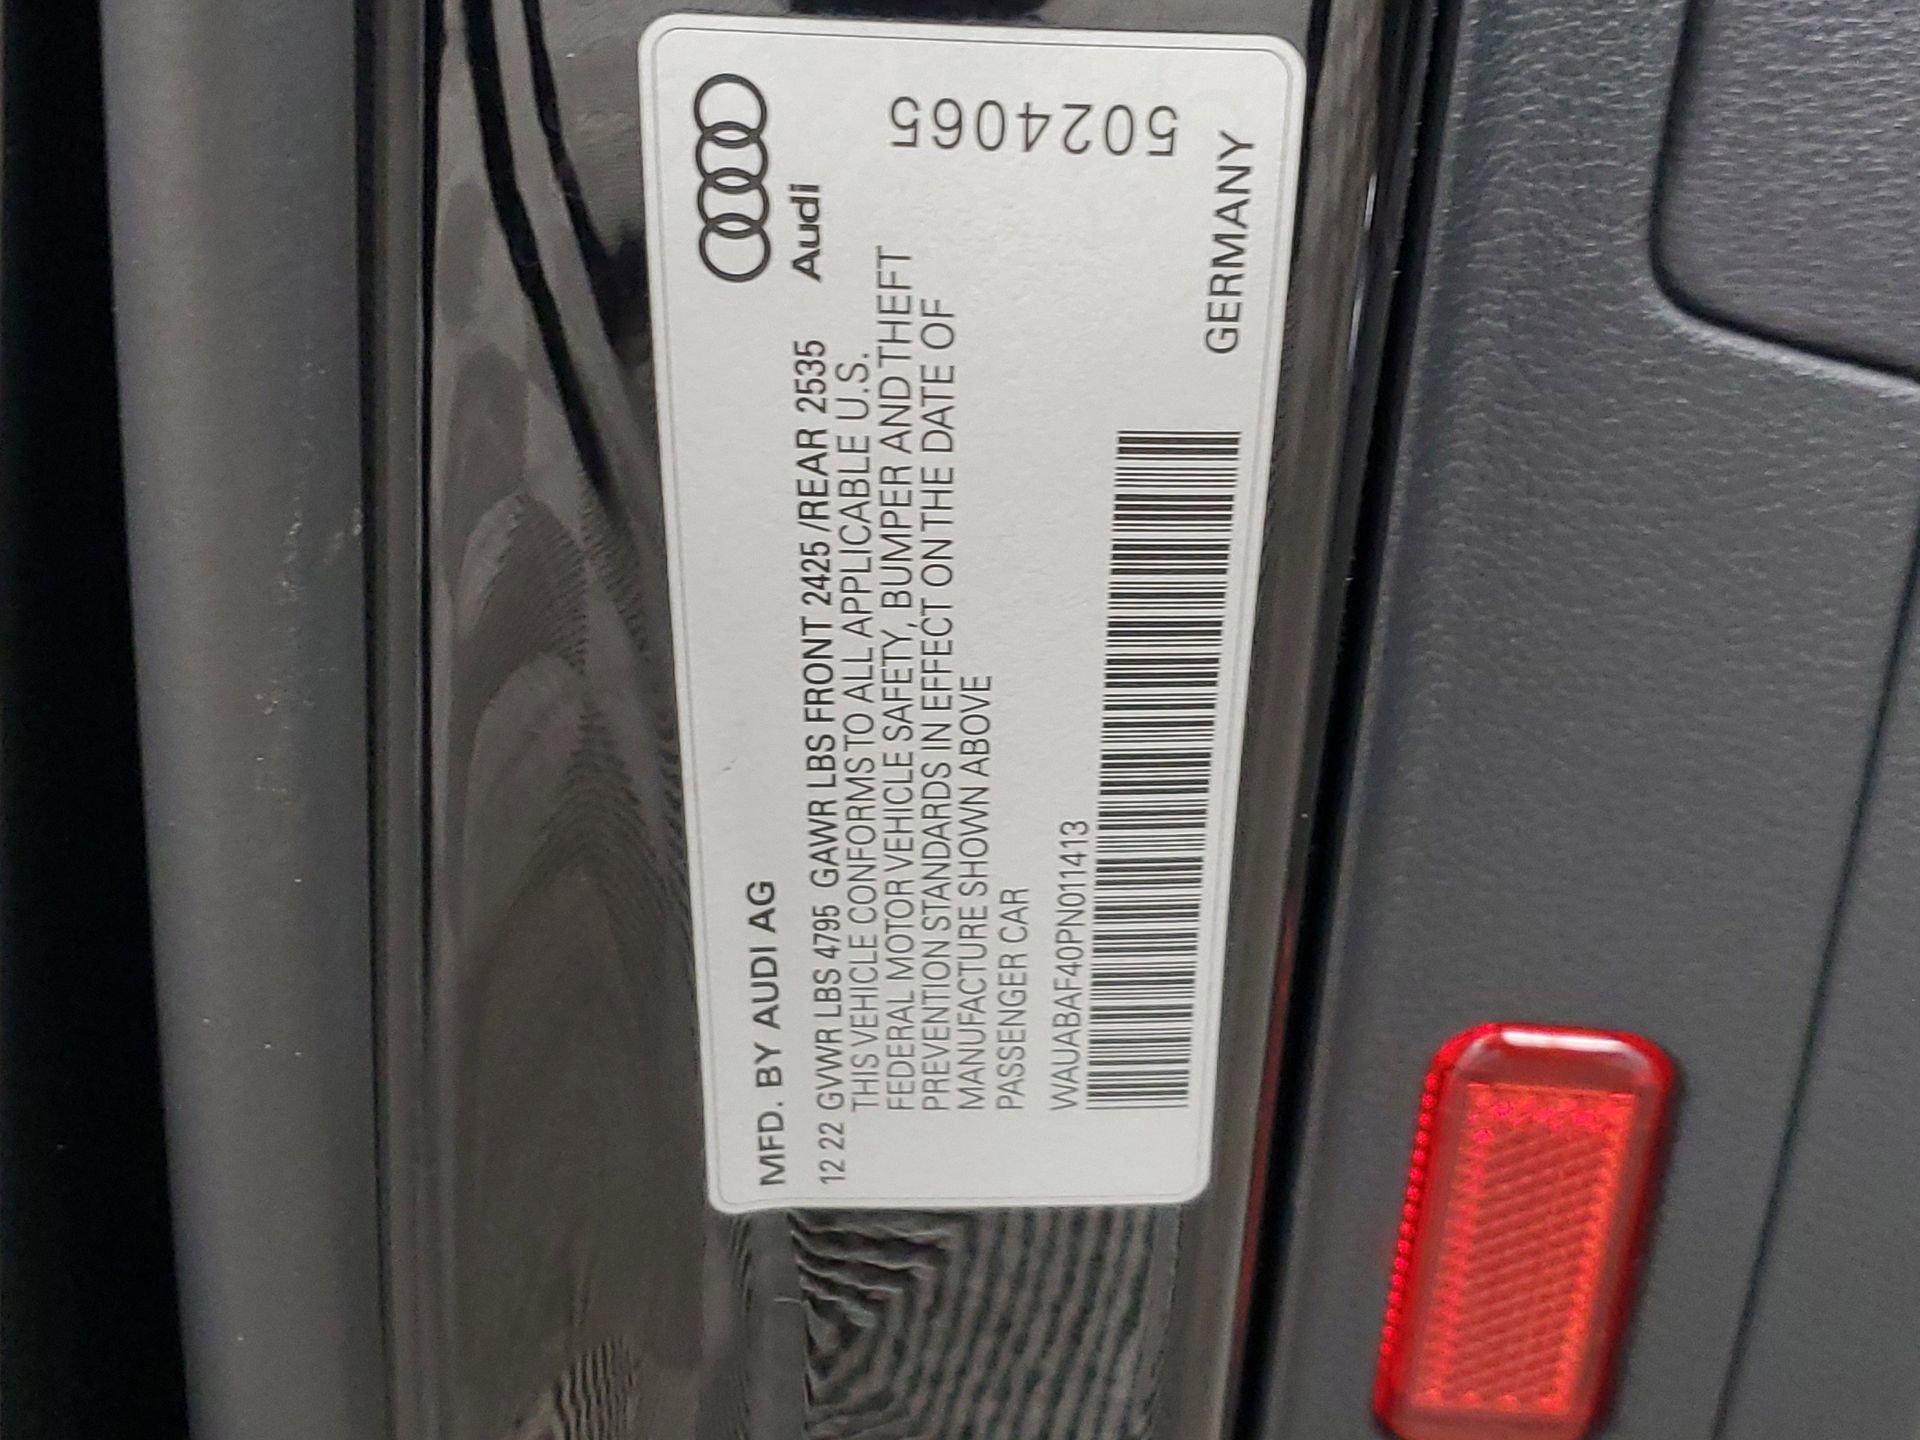 MFD. BY AUDI AG
Audi
12 22 GVWR LBS 4795 GAWR LBS FRONT 2425/REAR 2535
THIS VEHICLE CONFORMS TO ALL APPLICABLE U.S.
FEDERAL MOTOR VEHICLE SAFETY, BUMPER AND THEFT
PREVENTION STANDARDS IN EFFECT ON THE DATE OF
MANUFACTURE SHOWN ABOVE
PASSENGER CAR
5024065
WAUABAF40PN011413
GERMANY